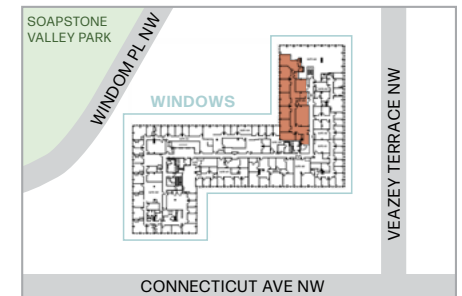 SOAPSTONE
VALLEY PARK
WINDOM PL NW
WINDOWS
VEAZEY TERRACE NW
CONNECTICUT AVE NW